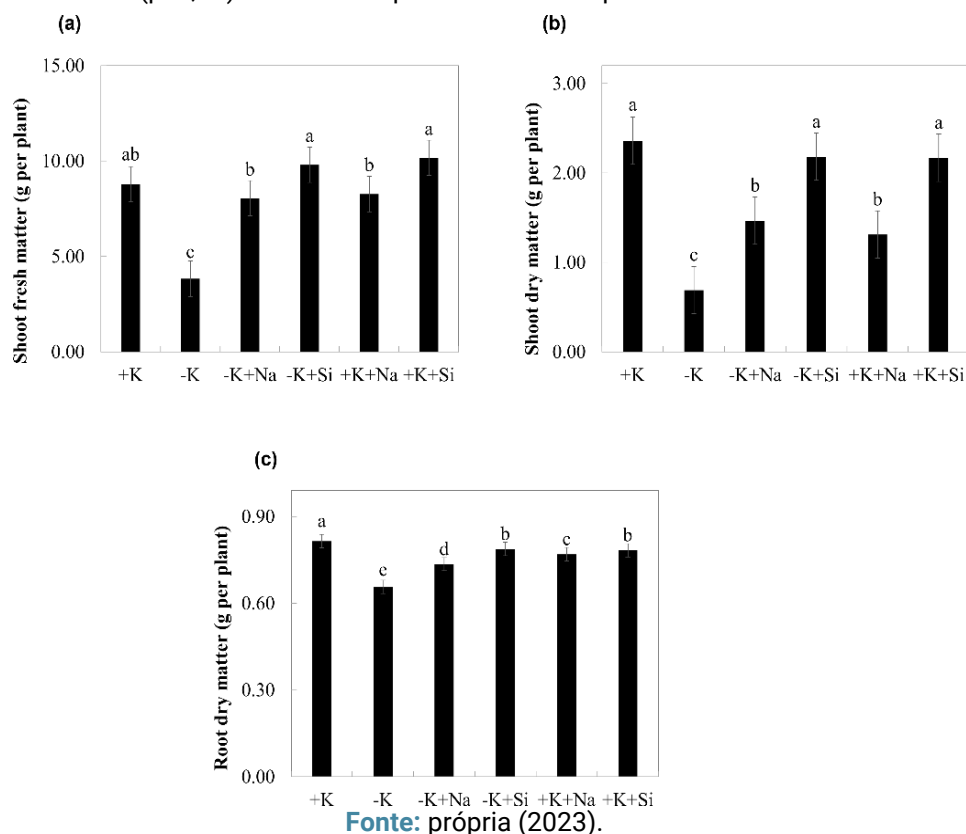 (a)
Shoot fresh matter (g per plant)
15.00
10.00
5.00
0.00
ab
c
b
a
b
a
+K
-K
-K+Na
-K+Si
+K+Na
+K+Si
(b)
Shoot dry matter (g per plant)
3.00
2.00
1.00
0.00
a
c
b
a
b
a
+K
-K
-K+Na
-K+Si
+K+Na
+K+Si
(c)
Root dry matter (g per plant)
0.90
0.60
0.30
0.00
a
e
d
b
c
b
+K
-K
-K+Na
-K+Si
+K+Na
+K+Si
Fonte: própria (2023).